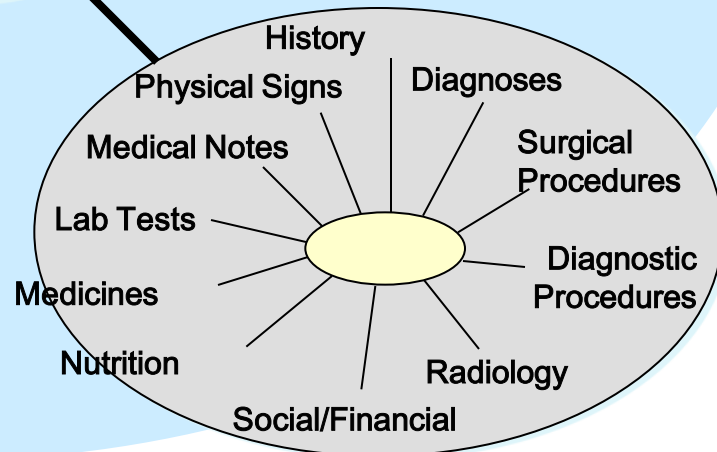 History
Physical Signs
Diagnoses
Medical Notes
Surgical
Procedures
Lab Tests
Diagnostic
Procedures
Medicines
Nutrition
Radiology
Social/Financial